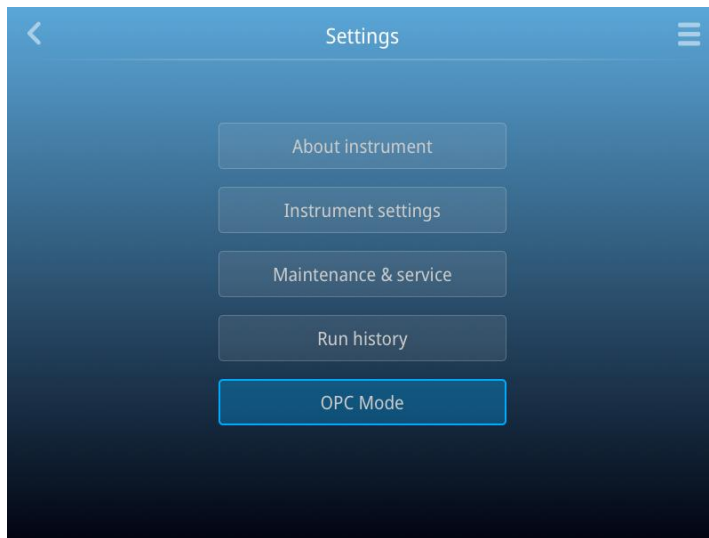 Settings
About instrument
Instrument settings
Maintenance & service
Run history
OPC Mode